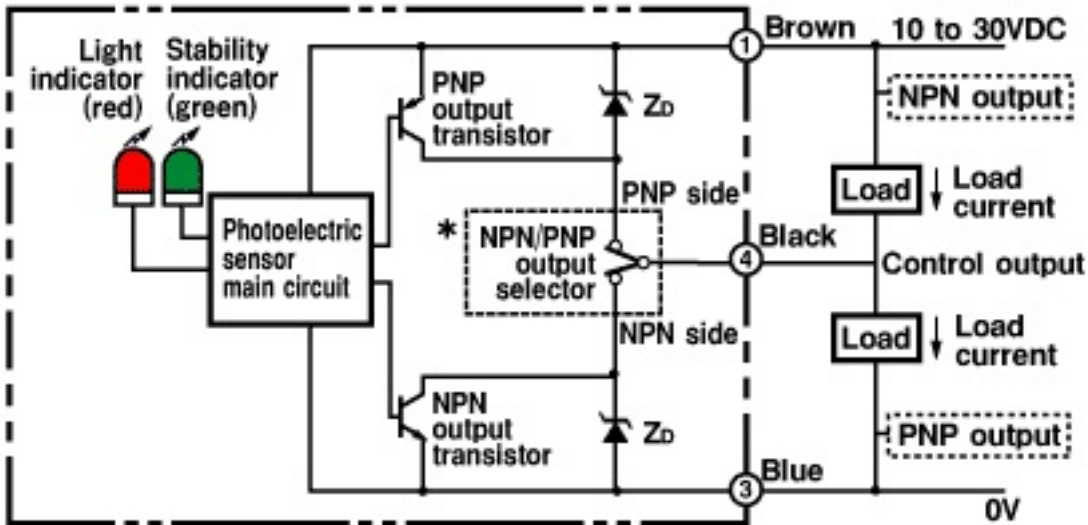 Light
indicator
(red)
Stability
indicator
(green)
PNP
output
transistor
ZD
1
Brown
10 to 30VDC
NPN output
Load
Load
current
PNP side
*
NPN/PNP
output
selector
4
Black
Control output
Photoelectric
sensor
main circuit
NPN side
Load
Load
current
NPN
output
transistor
ZD
PNP output
3
Blue
0V